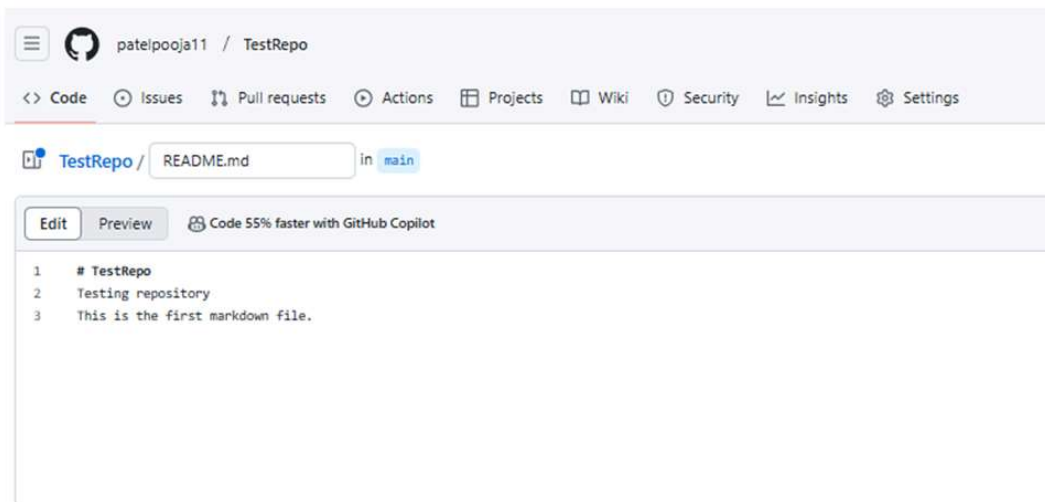 patelpooja11 / TestRepo
<> Code Issues Pull requests Actions Projects Wiki Security Insights Settings
TestRepo / README.md in main
Edit Preview Code 55% faster with GitHub Copilot
1 # TestRepo
2 Testing repository
3 This is the first markdown file.